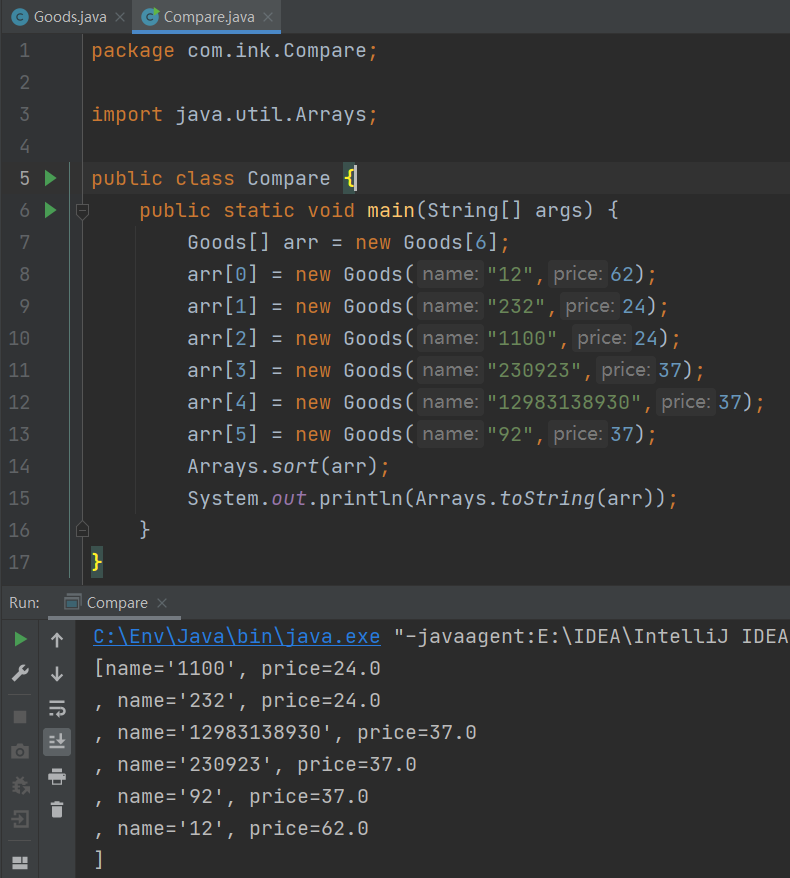 Goods.java Compare.java
1 package com.ink.Compare;
2
3 import java.util.Arrays;
4
5 public class Compare {
6 public static void main(String[] args) {
7 Goods[] arr = new Goods[6];
8 arr[0] = new Goods( name: "12", price: 62);
9 arr[1] = new Goods( name: "232", price: 24);
10 arr[2] = new Goods( name: "1100", price: 24);
11 arr[3] = new Goods( name: "230923", price: 37);
12 arr[4] = new Goods( name: "12983138930", price: 37);
13 arr[5] = new Goods( name: "92", price: 37);
14 Arrays.sort(arr);
15 System.out.println(Arrays.toString(arr));
16 }
17 }
Run: Compare
C:\Env\Java\bin\java.exe "-javaagent:E:\IDEA\IntelliJ IDEA
[name='1100', price=24.0
, name='232', price=24.0
, name='12983138930', price=37.0
, name='230923', price=37.0
, name='92', price=37.0
, name='12', price=62.0
]